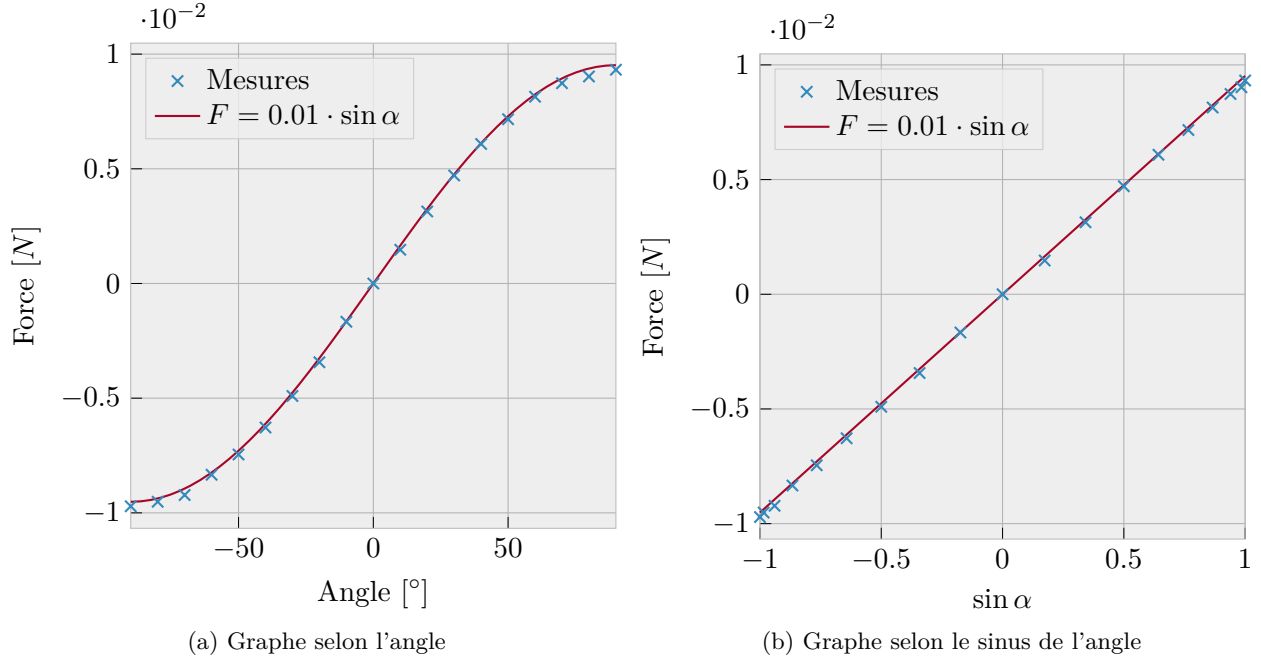 ·10⁻²
1
0.5
0
−0.5
−1
Force [N]
Mesures
F = 0.01 · sin α
−50
0
50
Angle [°]
(a) Graphe selon l'angle
·10⁻²
1
0.5
0
−0.5
−1
Force [N]
Mesures
F = 0.01 · sin α
−1
−0.5
0
0.5
1
sin α
(b) Graphe selon le sinus de l'angle